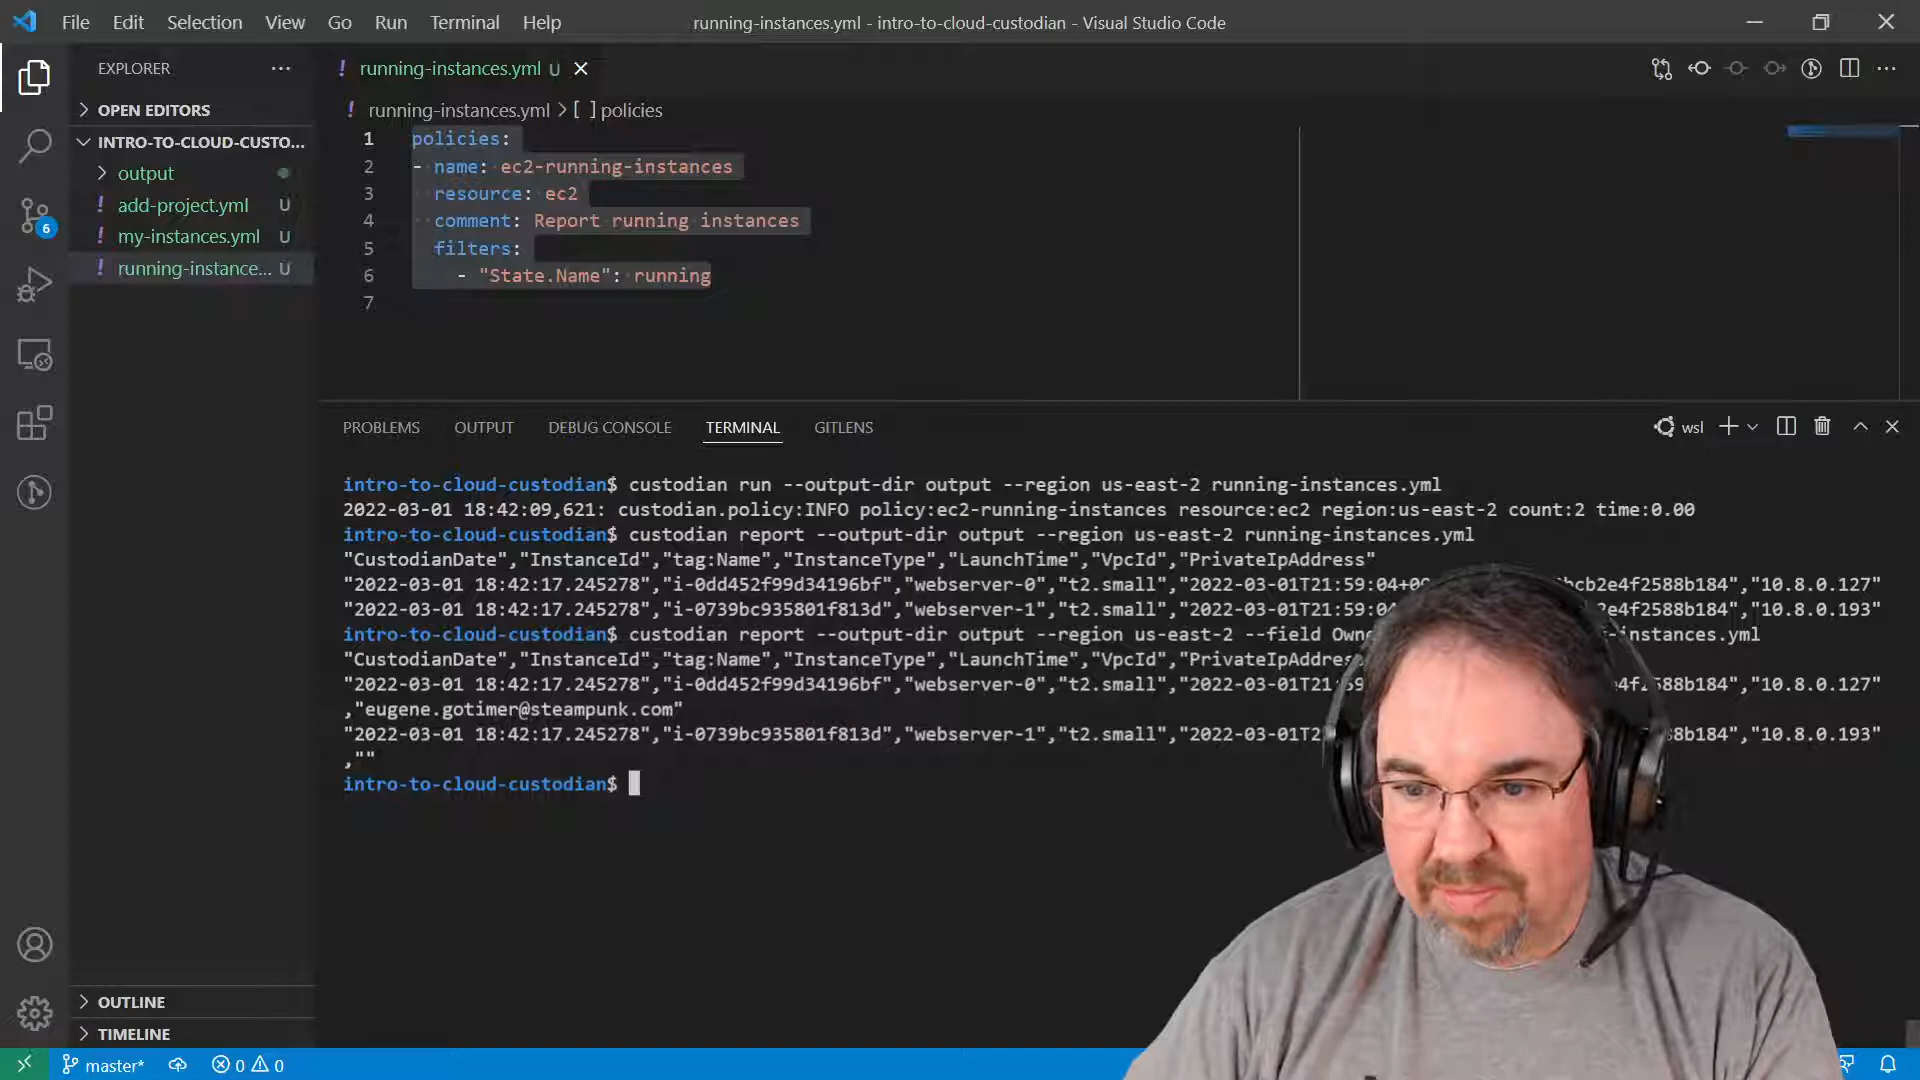 File Edit Selection View Go Run Terminal Help
running-instances.yml - intro-to-cloud-custodian - Visual Studio Code
EXPLORER
OPEN EDITORS
INTRO-TO-CLOUD-CUSTO...
output
add-project.yml U
my-instances.yml U
running-instance... U
6
OUTLINE
TIMELINE
running-instances.yml U
running-instances.yml > [ ] policies
1 policies:
2 - name: ec2-running-instances
3 resource: ec2
4 comment: Report running instances
5 filters:
6 - "State.Name": running
7
PROBLEMS OUTPUT DEBUG CONSOLE TERMINAL GITLENS
wsl
intro-to-cloud-custodian$ custodian run --output-dir output --region us-east-2 running-instances.yml
2022-03-01 18:42:09,621: custodian.policy:INFO policy:ec2-running-instances resource:ec2 region:us-east-2 count:2 time:0.00
intro-to-cloud-custodian$ custodian report --output-dir output --region us-east-2 running-instances.yml
"CustodianDate","InstanceId","tag:Name","InstanceType","LaunchTime","VpcId","PrivateIpAddress"
"2022-03-01 18:42:17.245278","i-0dd452f99d34196bf","webserver-0","t2.small","2022-03-01T21:59:04+0 cb2e4f2588b184","10.8.0.127"
"2022-03-01 18:42:17.245278","i-0739bc935801f813d","webserver-1","t2.small","2022-03-01T21:59:04 2e4f2588b184","10.8.0.193"
intro-to-cloud-custodian$ custodian report --output-dir output --region us-east-2 --field Owne -instances.yml
"CustodianDate","InstanceId","tag:Name","InstanceType","LaunchTime","VpcId","PrivateIpAddres
"2022-03-01 18:42:17.245278","i-0dd452f99d34196bf","webserver-0","t2.small","2022-03-01T21:59 4f2588b184","10.8.0.127"
,"eugene.gotimer@steampunk.com"
"2022-03-01 18:42:17.245278","i-0739bc935801f813d","webserver-1","t2.small","2022-03-01T2 8b184","10.8.0.193"
,""
intro-to-cloud-custodian$
master* 0 0